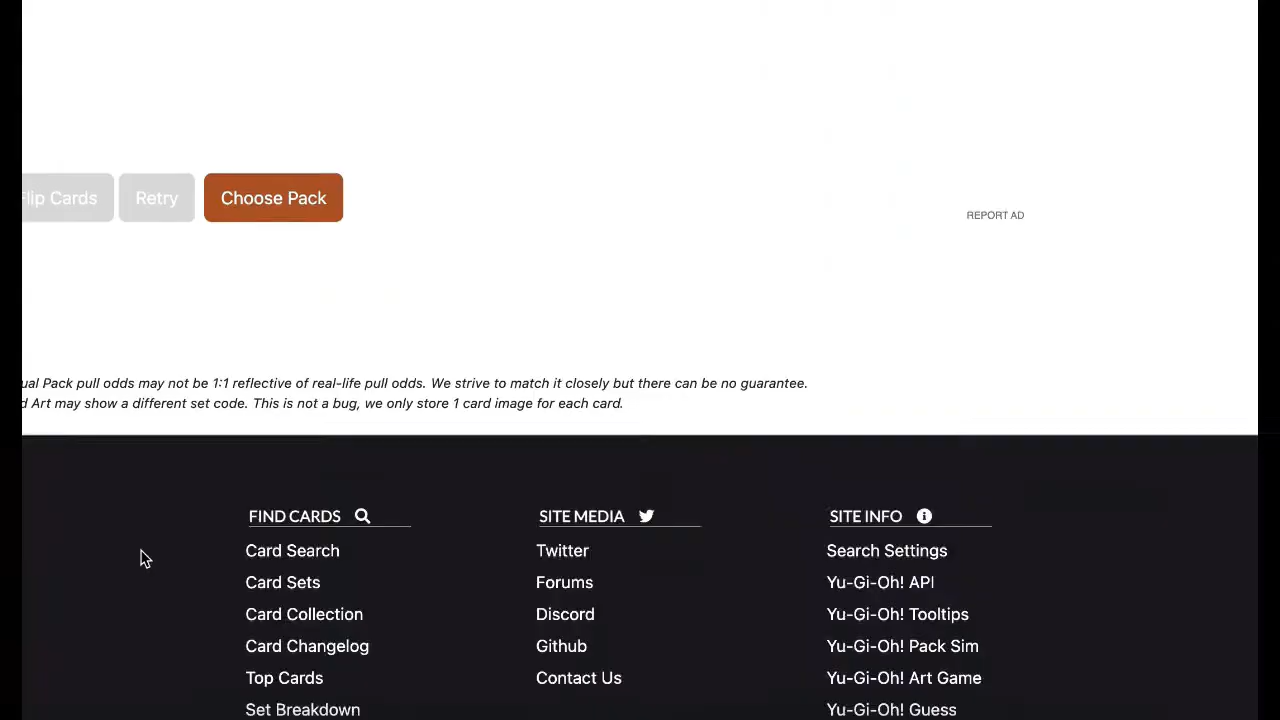 lip Cards Retry Choose Pack
REPORT AD
ual Pack pull odds may not be 1:1 reflective of real-life pull odds. We strive to match it closely but there can be no guarantee.
d Art may show a different set code. This is not a bug, we only store 1 card image for each card.
FIND CARDS
Card Search
Card Sets
Card Collection
Card Changelog
Top Cards
Set Breakdown
SITE MEDIA
Twitter
Forums
Discord
Github
Contact Us
SITE INFO
Search Settings
Yu-Gi-Oh! API
Yu-Gi-Oh! Tooltips
Yu-Gi-Oh! Pack Sim
Yu-Gi-Oh! Art Game
Yu-Gi-Oh! Guess